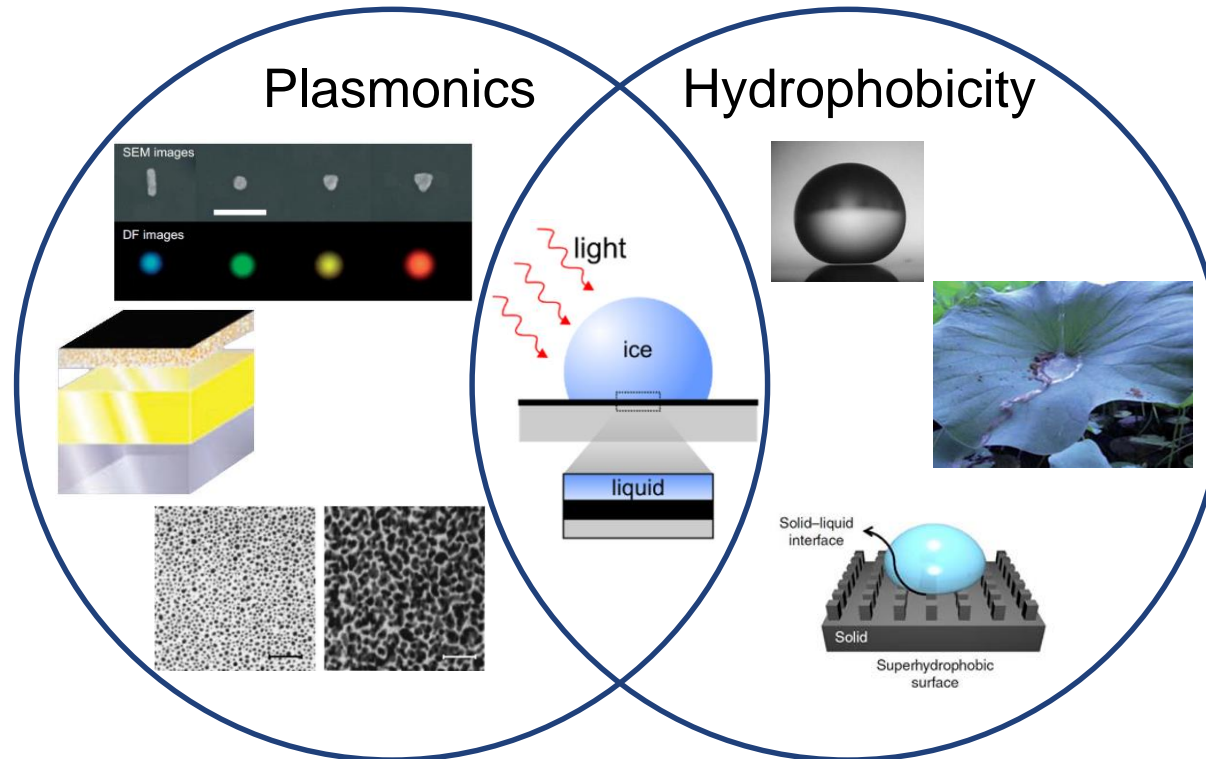 Plasmonics
Hydrophobicity
SEM images
DF images
light
ice
liquid
Solid–liquid
interface
Solid
Superhydrophobic
surface